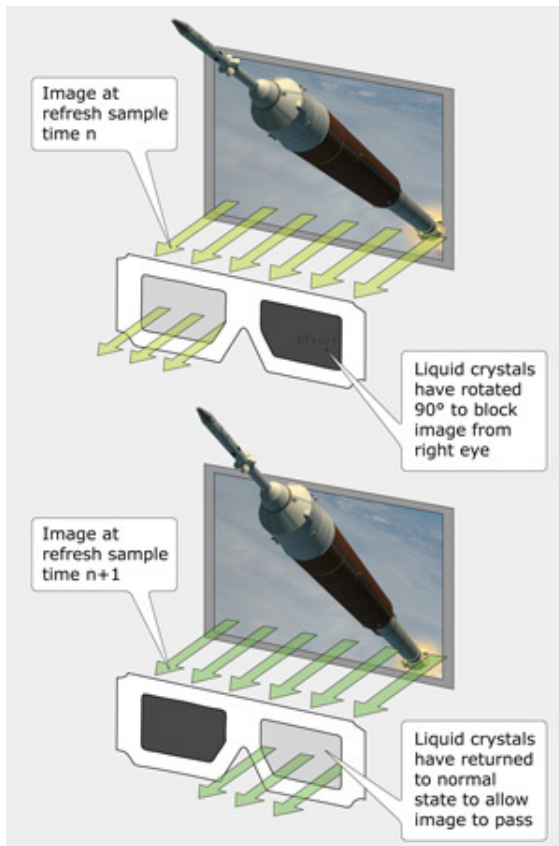 Image at
refresh sample
time n
Liquid crystals
have rotated
90° to block
image from
right eye
Image at
refresh sample
time n+1
Liquid crystals
have returned
to normal
state to allow
image to pass